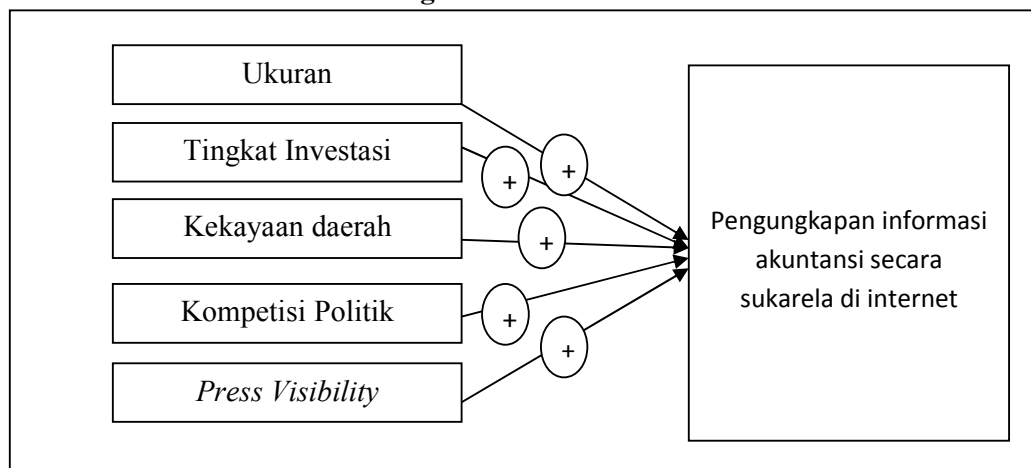 Ukuran
Tingkat Investasi
Kekayaan daerah
Kompetisi Politik
Press Visibility
+
+
+
+
+
Pengungkapan informasi
akuntansi secara
sukarela di internet